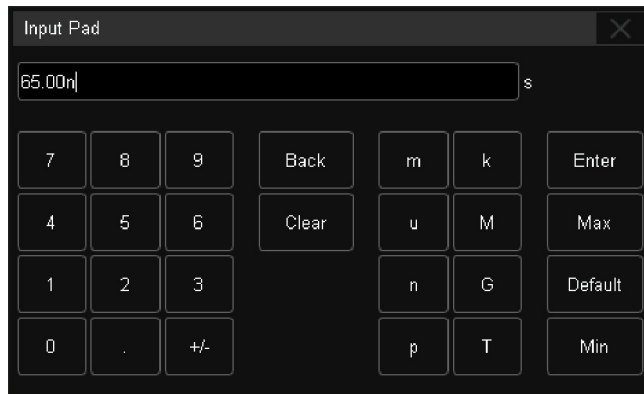 Input Pad
65.00n s
7 8 9 Back m k Enter
4 5 6 Clear u M Max
1 2 3 n G Default
0 . +/- p T Min